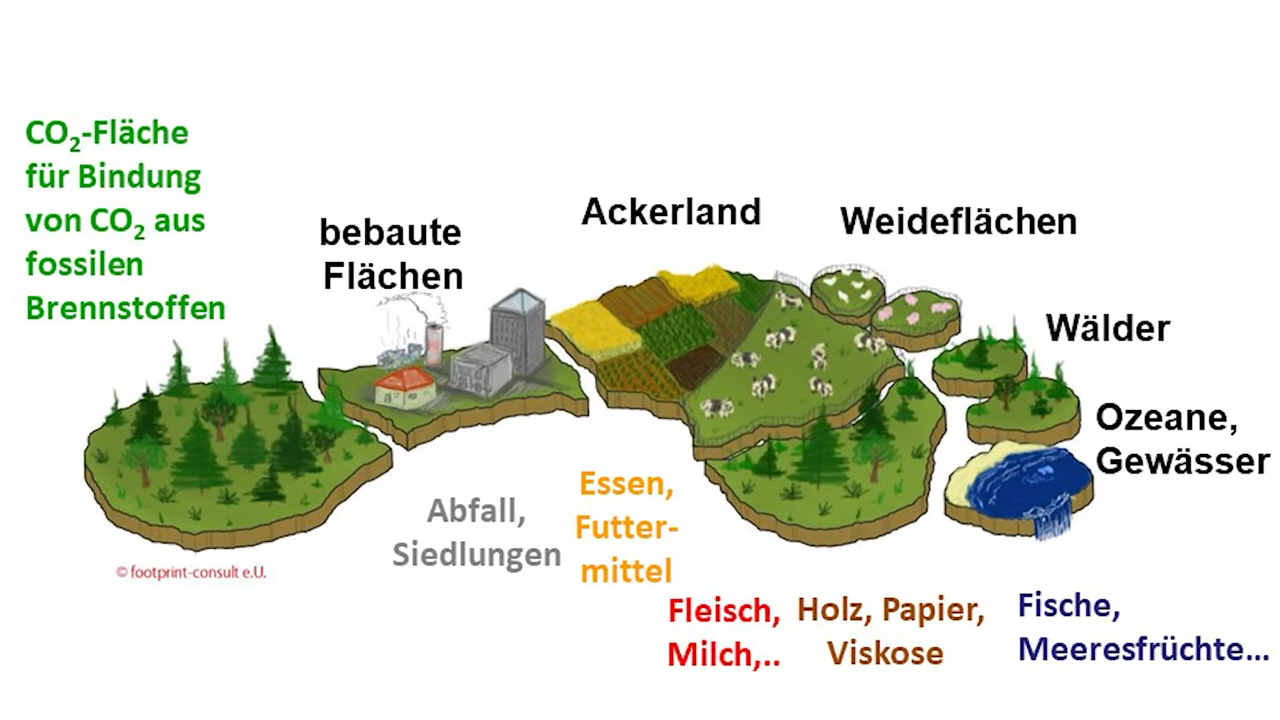 CO₂-Fläche
für Bindung
von CO₂ aus
fossilen
Brennstoffen
bebaute
Flächen
Ackerland
Weideflächen
Wälder
Ozeane,
Gewässer
Abfall,
Siedlungen
Essen,
Futter-
mittel
Fleisch,
Milch,..
Holz, Papier,
Viskose
Fische,
Meeresfrüchte...
© footprint-consult e.U.